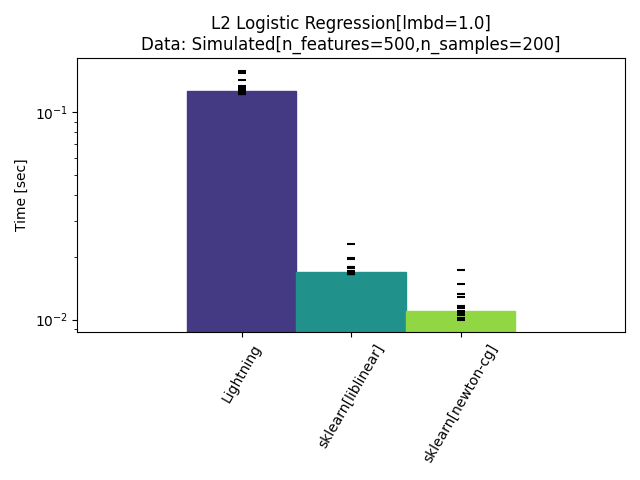 L2 Logistic Regression[lmbd=1.0]
Data: Simulated[n_features=500,n_samples=200]
Time [sec]
10⁻¹
10⁻²
Lightning
sklearn[liblinear]
sklearn[newton-cg]